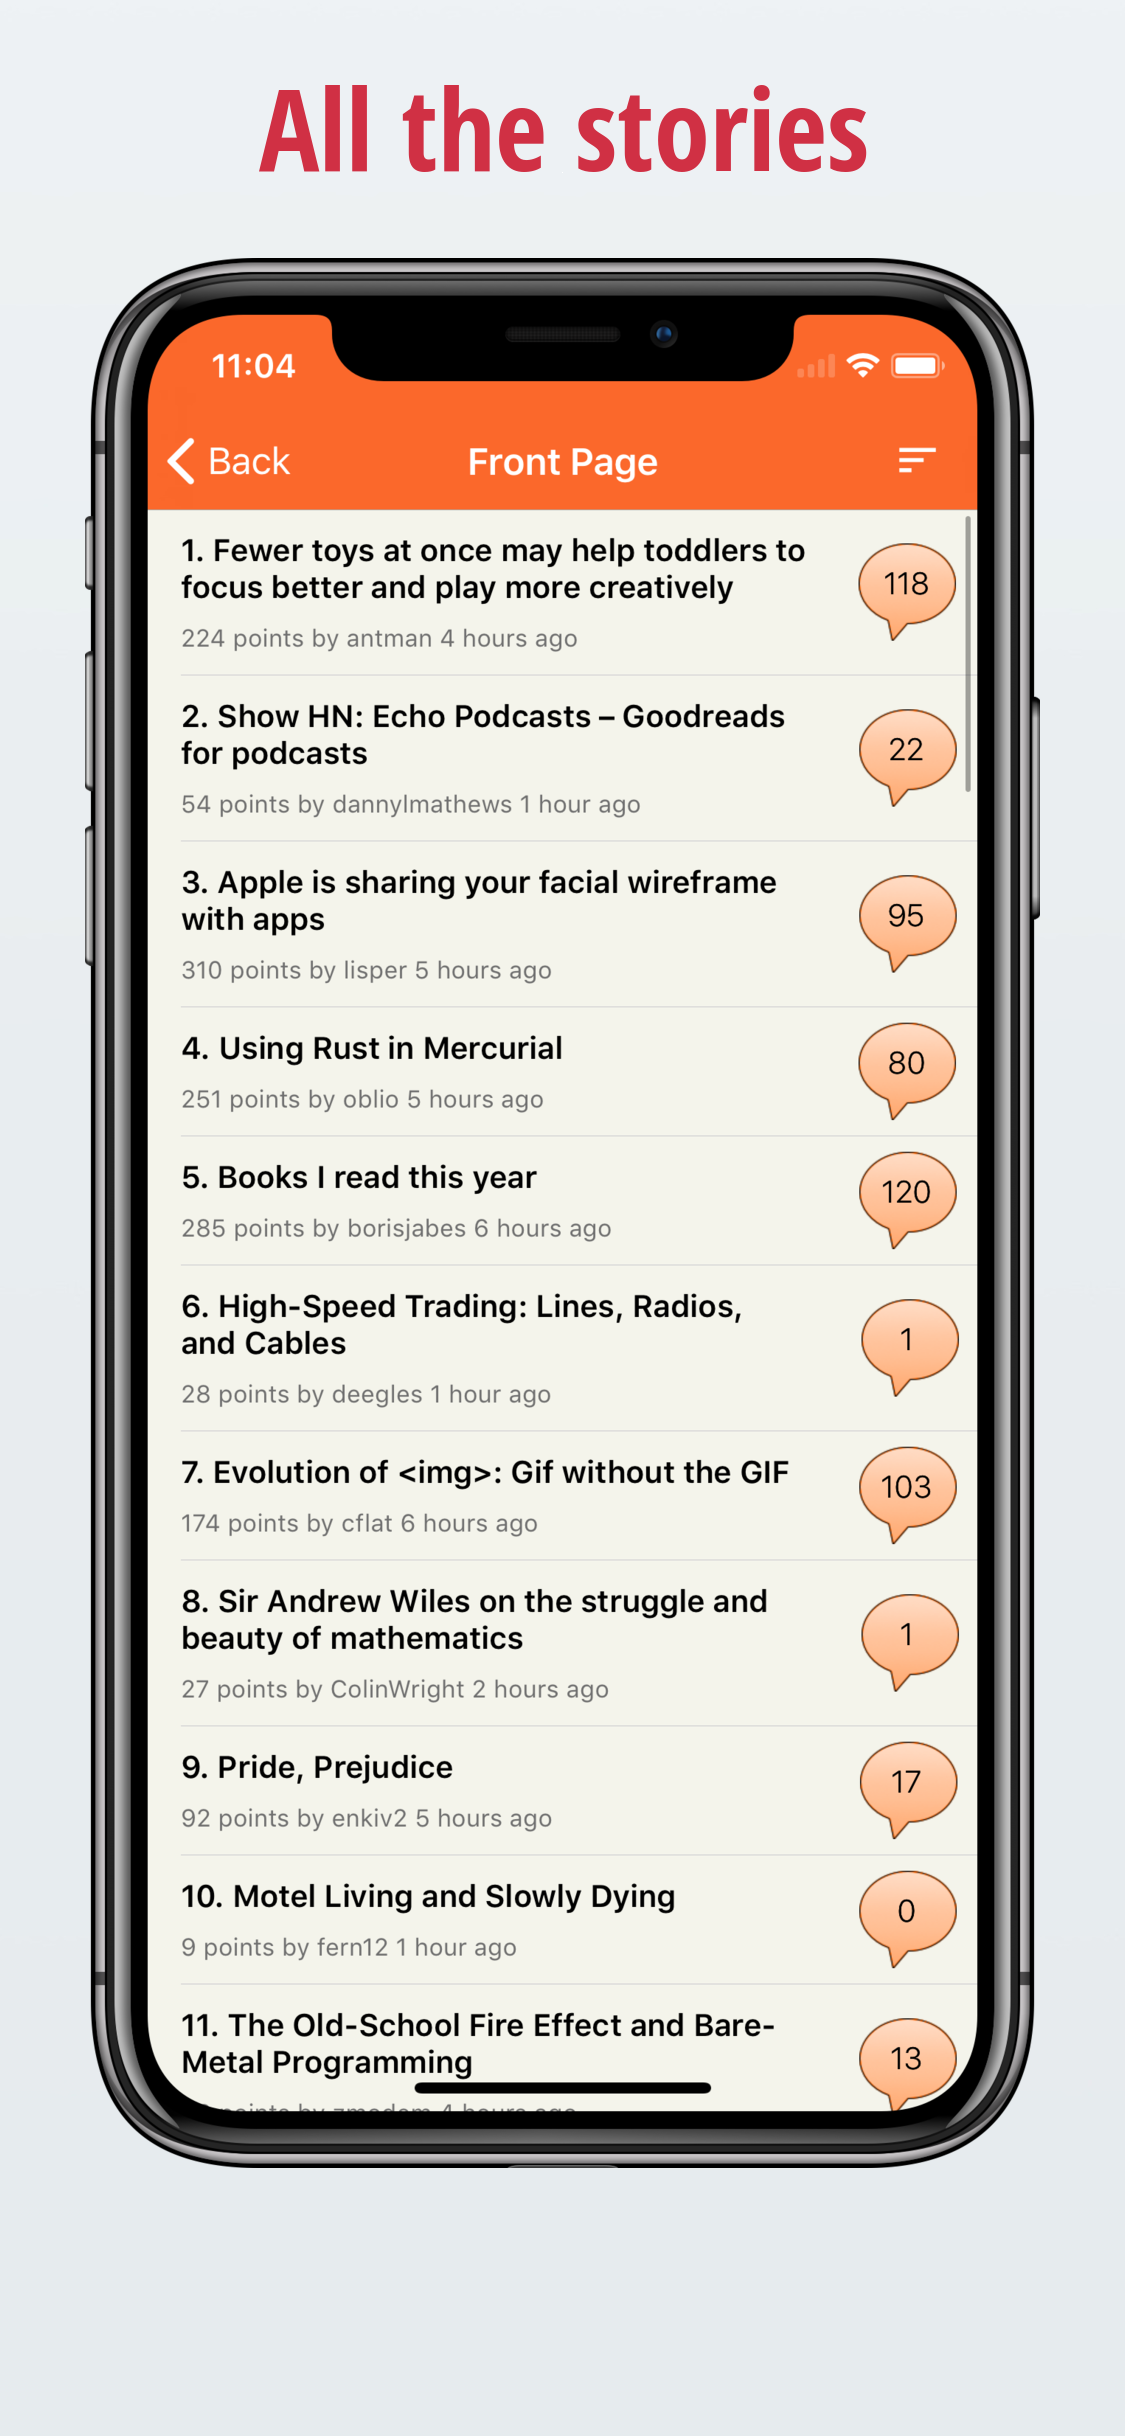 All the stories
11:04
Back
Front Page
1. Fewer toys at once may help toddlers to
focus better and play more creatively
118
224 points by antman 4 hours ago
2. Show HN: Echo Podcasts – Goodreads
for podcasts
22
54 points by dannylmathews 1 hour ago
3. Apple is sharing your facial wireframe
with apps
95
310 points by lisper 5 hours ago
4. Using Rust in Mercurial
80
251 points by oblio 5 hours ago
5. Books I read this year
120
285 points by borisjabes 6 hours ago
6. High-Speed Trading: Lines, Radios,
and Cables
1
28 points by deegles 1 hour ago
7. Evolution of <img>: Gif without the GIF
103
174 points by cflat 6 hours ago
8. Sir Andrew Wiles on the struggle and
beauty of mathematics
1
27 points by ColinWright 2 hours ago
9. Pride, Prejudice
17
92 points by enkiv2 5 hours ago
10. Motel Living and Slowly Dying
0
9 points by fern12 1 hour ago
11. The Old-School Fire Effect and Bare-
Metal Programming
13
points by zmodem 4 hours ago